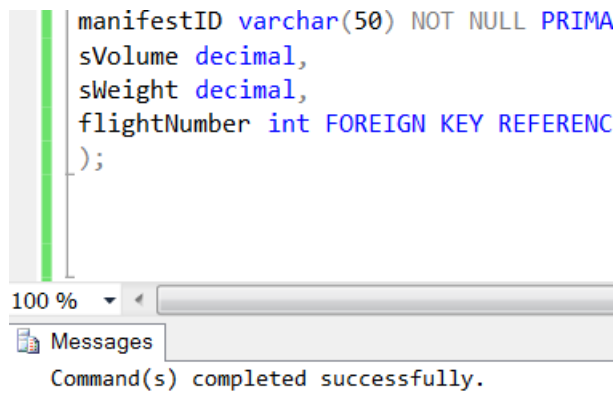 manifestID varchar(50) NOT NULL PRIMA
sVolume decimal,
sWeight decimal,
flightNumber int FOREIGN KEY REFERENC
);
100 %
Messages
Command(s) completed successfully.